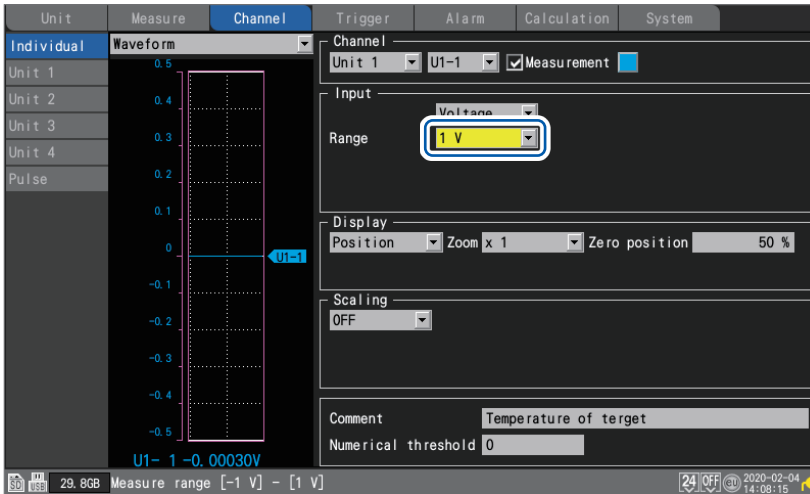 Unit Measure Channel Trigger Alarm Calculation System
Individual
Unit 1
Unit 2
Unit 3
Unit 4
Pulse
Waveform
0.5
0.4
0.3
0.2
0.1
0
-0.1
-0.2
-0.3
-0.4
-0.5
U1-1
U1- 1 -0.00030V
Channel
Unit 1 U1-1 Measurement
Input
Voltage
Range 1 V
Display
Position Zoom x 1 Zero position 50 %
Scaling
OFF
Comment Temperature of terget
Numerical threshold 0
SD USB 29.8GB Measure range [-1 V] - [1 V] 24 OFF 2020-02-04
14:08:15